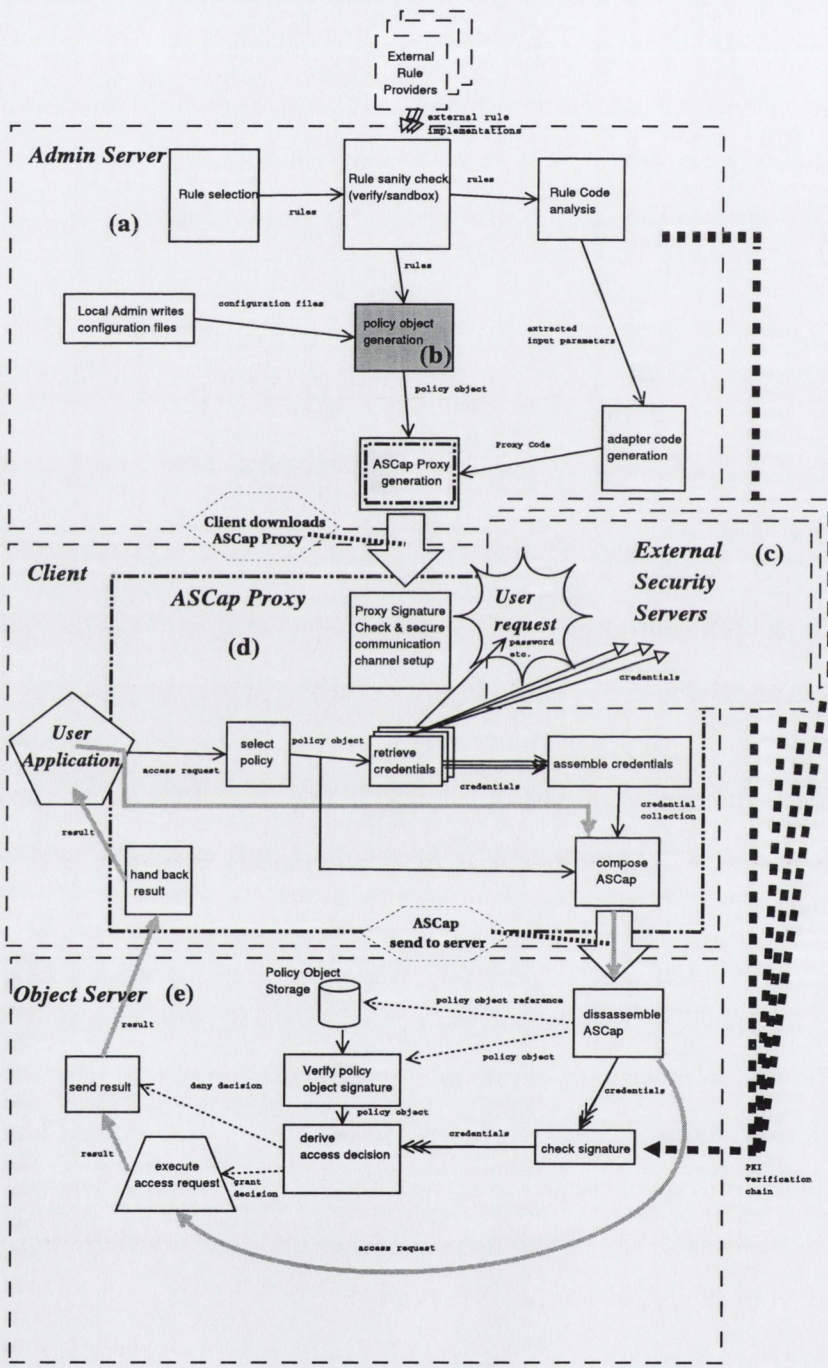 External
Rule
Providers
external rule
implementations
Admin Server
(a)
Rule selection
rules
Rule sanity check
(verify/sandbox)
rules
Rule Code
analysis
rules
Local Admin writes
configuration files
configuration files
policy object
generation
(b)
extracted
input parameters
policy object
Proxy Code
adapter code
generation
ASCap Proxy
generation
Client downloads
ASCap Proxy
External
Security
Servers
(c)
Client
ASCap Proxy
(d)
Proxy Signature
Check & secure
communication
channel setup
User
request
password
etc.
credentials
User
Application
access request
select
policy
policy object
retrieve
credentials
credentials
assemble credentials
credential
collection
result
hand back
result
compose
ASCap
ASCap
send to server
Object Server
(e)
Policy Object
Storage
policy object reference
dissassemble
ASCap
result
policy object
Verify policy
object signature
credentials
send result
deny decision
policy object
derive
access decision
credentials
check signature
result
execute
access request
grant
decision
PKI
verification
chain
access request